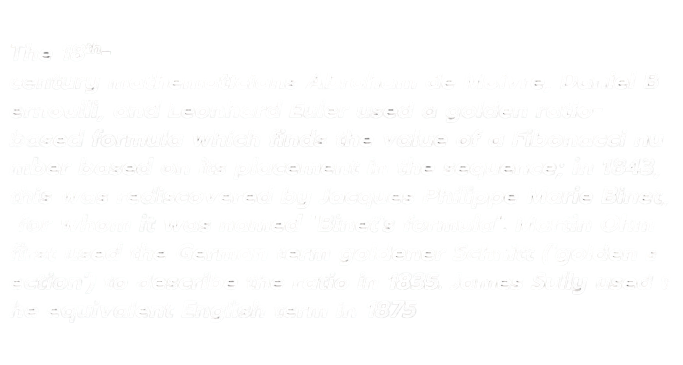 The 18th-
century mathematicians Abraham de Moivre, Daniel B
ernoulli, and Leonhard Euler used a golden ratio-
based formula which finds the value of a Fibonacci nu
mber based on its placement in the sequence; in 1843,
this was rediscovered by Jacques Philippe Marie Binet,
for whom it was named "Binet's formula". Martin Ohm
first used the German term goldener Schnitt ('golden s
ection') to describe the ratio in 1835. James Sully used t
he equivalent English term in 1875